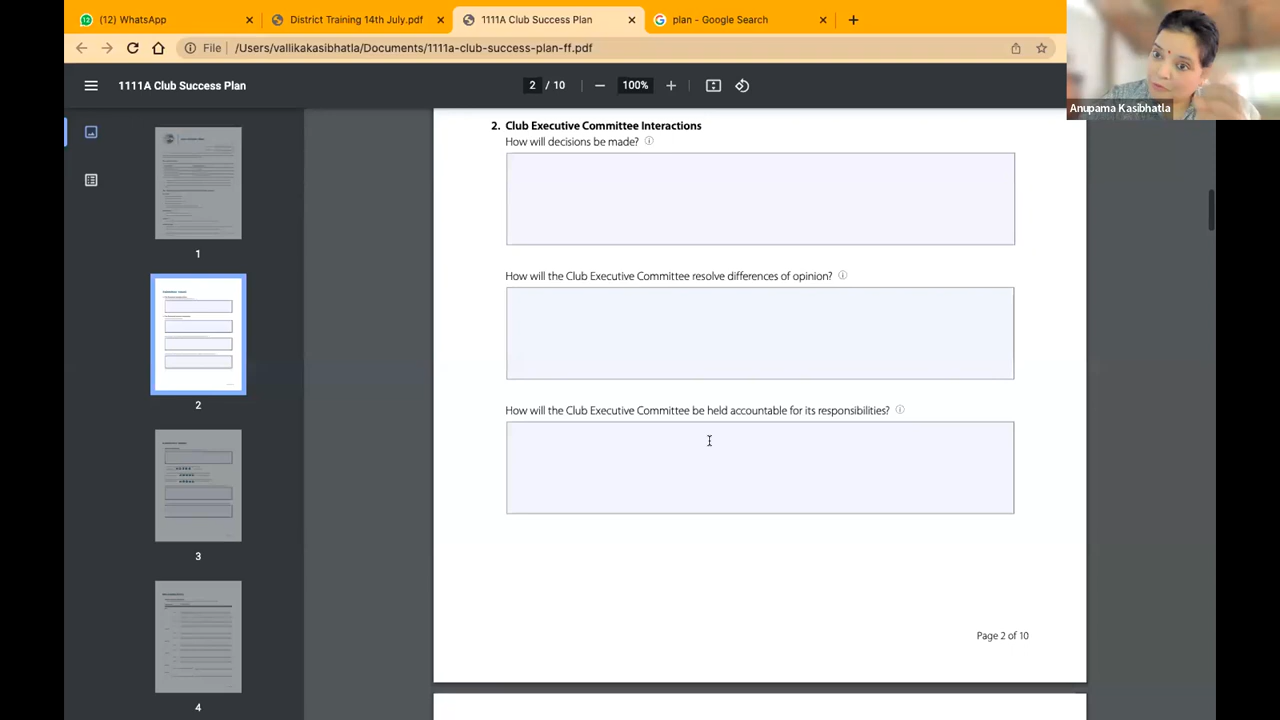 (12) WhatsApp
District Training 14th July.pdf
1111A Club Success Plan
plan - Google Search
File
/Users/vallikakasibhatla/Documents/1111a-club-success-plan-ff.pdf
Anupama Kasibhatla
1111A Club Success Plan
2 / 10
100%
1
2
3
4
2. Club Executive Committee Interactions
How will decisions be made?
How will the Club Executive Committee resolve differences of opinion?
How will the Club Executive Committee be held accountable for its responsibilities?
Page 2 of 10